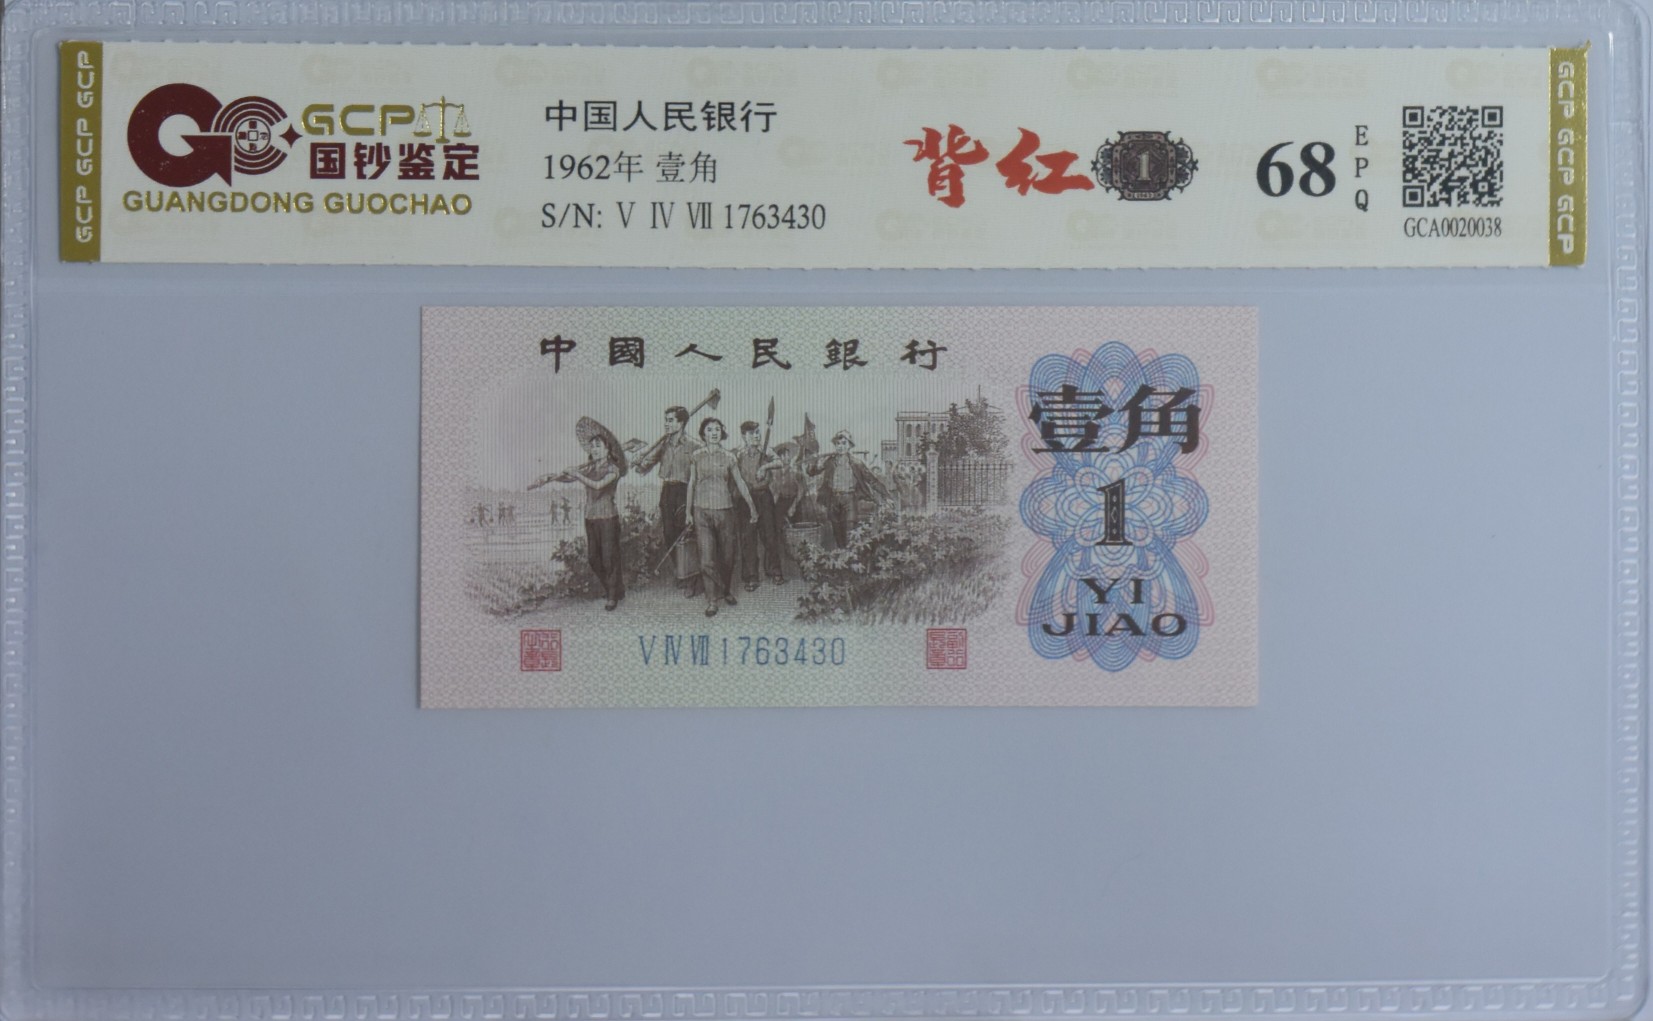 GCP GCP GCP
GCP
国钞鉴定
GUANGDONG GUOCHAO
中国人民银行
1962年 壹角
S/N: V IV VII 1763430
背红
1
68
EPQ
GCA0020038
GCP GCP GCP
中國人民銀行
壹角
1
YI
JIAO
V IV VII 1763430